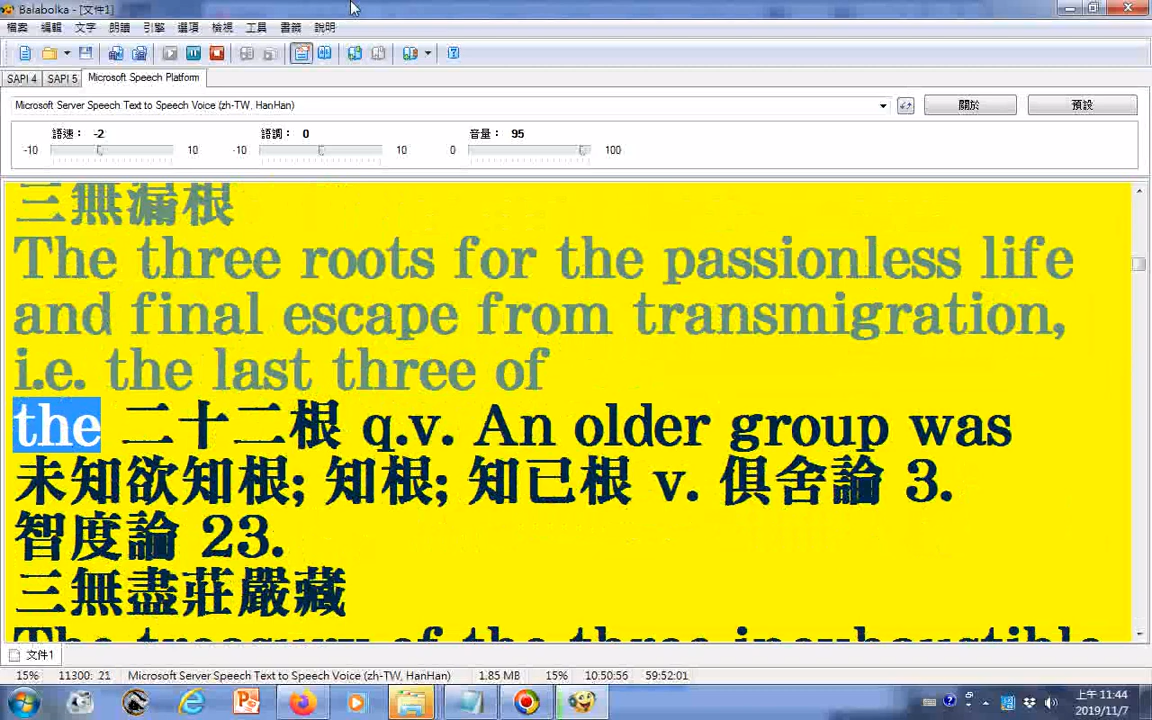 Balabolka - [文件1]
檔案 編輯 文字 朗讀 引擎 選項 檢視 工具 書籤 說明
SAPI 4 SAPI 5 Microsoft Speech Platform
Microsoft Server Speech Text to Speech Voice (zh-TW, HanHan) 關於 預設
語速： -2 語調： 0 音量： 95
-10 10 -10 10 0 100
三無漏根
The three roots for the passionless life
and final escape from transmigration,
i.e. the last three of
the 二十二根 q.v. An older group was
未知欲知根; 知根; 知已根 v. 俱舍論 3.
智度論 23.
三無盡莊嚴藏
The treasury of the three inexhaustible
文件1
15% 11300: 21 Microsoft Server Speech Text to Speech Voice (zh-TW, HanHan) 1.85 MB 15% 10:50:56 59:52:01
上午 11:44
2019/11/7